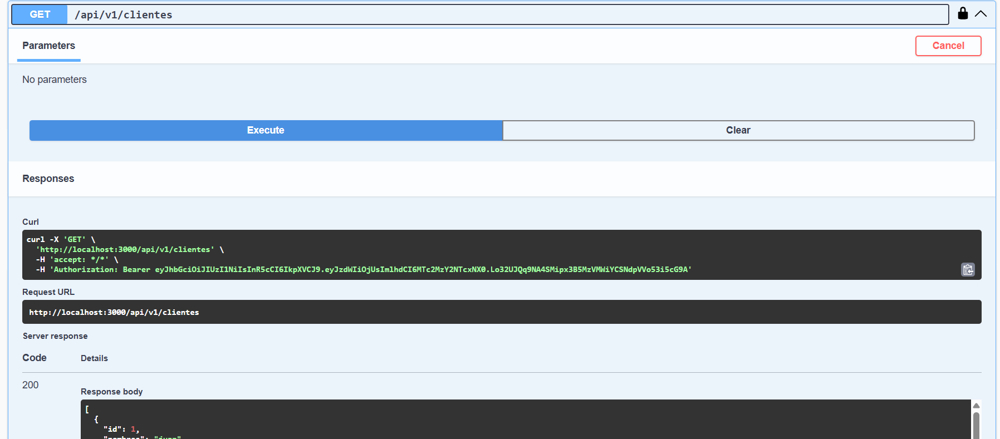 GET /api/v1/clientes
Parameters
Cancel
No parameters
Execute
Clear
Responses
Curl
curl -X 'GET' \
'http://localhost:3000/api/v1/clientes' \
-H 'accept: */*' \
-H 'Authorization: Bearer eyJhbGciOiJIUzI1NiIsInR5cCI6IkpXVCJ9.eyJzdWIiOjUsImlhdCI6MTc2MzY2NTcxNX0.Lo32UJQq9NA4SMipx3B5MzVMWiYCSNdpVVo53i5cG9A'
Request URL
http://localhost:3000/api/v1/clientes
Server response
Code Details
200
Response body
[
{
"id": 1,
"nombres": "juan"